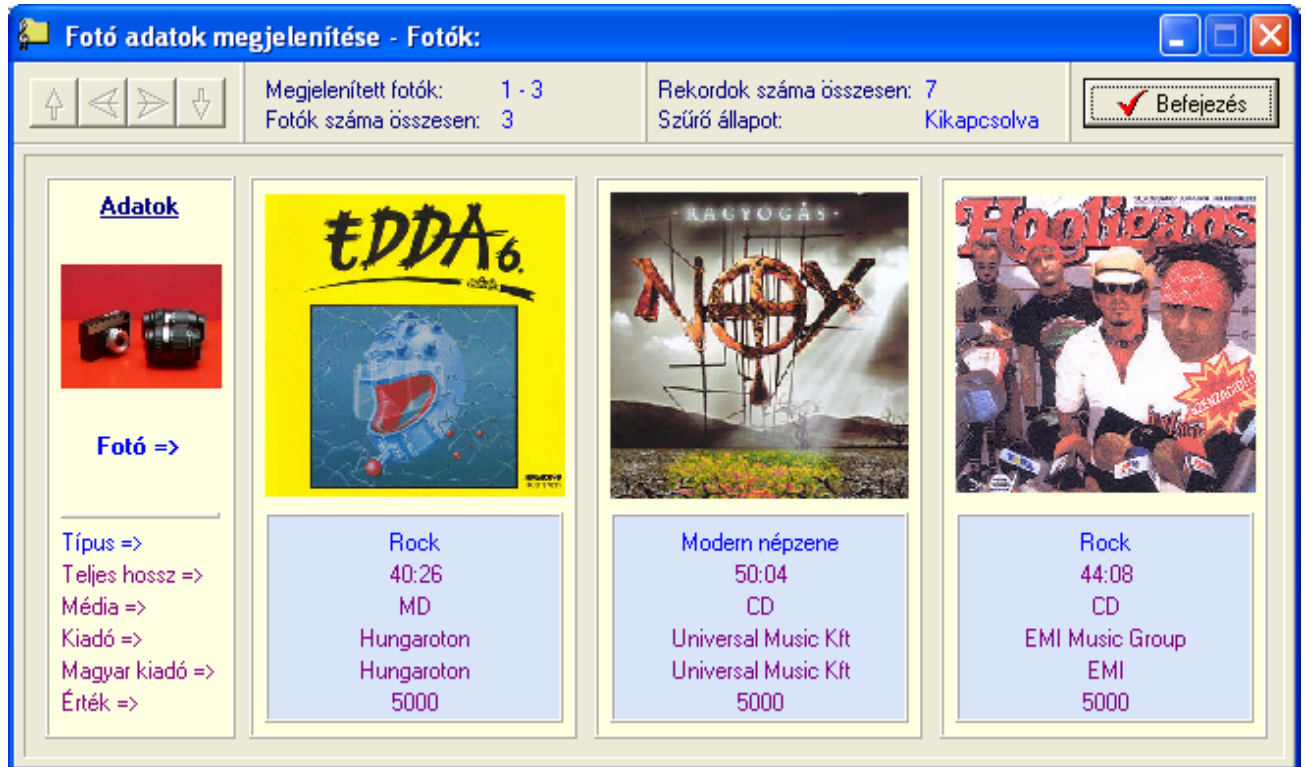 Fotó adatok megjelenítése - Fotók:
Megjelenített fotók: 1 - 3
Fotók száma összesen: 3
Rekordok száma összesen: 7
Szűrő állapot: Kikapcsolva
Befejezés
Adatok
Fotó =>
EDDA 6.
RAGYOGÁS
NOX
Hooligans
SZENZÁCIÓ!
Típus => Rock Modern népzene Rock
Teljes hossz => 40:26 50:04 44:08
Média => MD CD CD
Kiadó => Hungaroton Universal Music Kft EMI Music Group
Magyar kiadó => Hungaroton Universal Music Kft EMI
Érték => 5000 5000 5000